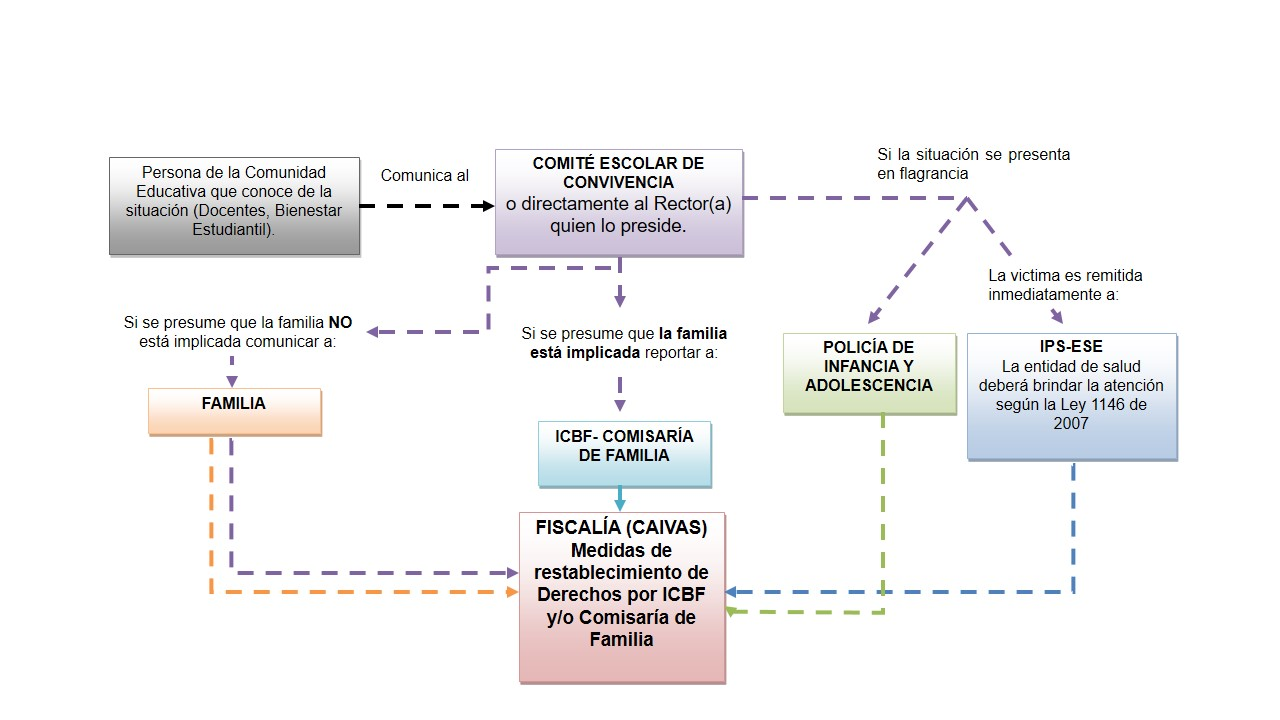 Persona de la Comunidad
Educativa que conoce de la
situación (Docentes, Bienestar
Estudiantil).
Comunica al
COMITÉ ESCOLAR DE
CONVIVENCIA
o directamente al Rector(a)
quien lo preside.
Si la situación se presenta
en flagrancia
La victima es remitida
inmediatamente a:
Si se presume que la familia NO
está implicada comunicar a:
Si se presume que la familia
está implicada reportar a:
POLICÍA DE
INFANCIA Y
ADOLESCENCIA
IPS-ESE
La entidad de salud
deberá brindar la atención
según la Ley 1146 de
2007
FAMILIA
ICBF- COMISARÍA
DE FAMILIA
FISCALÍA (CAIVAS)
Medidas de
restablecimiento de
Derechos por ICBF
y/o Comisaría de
Familia